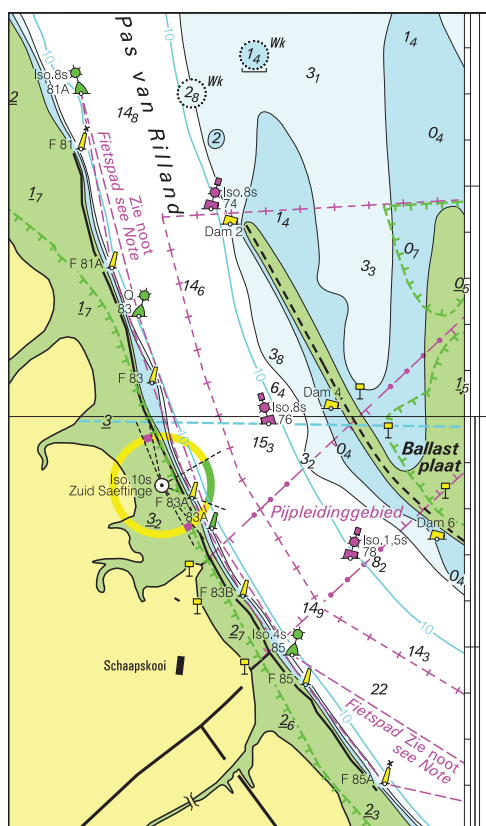 Pas van Rilland
10
10
Iso.8s
81A
14₈
1₄
Wk
2₈
Wk
3₁
1₄
0₄
2
2
F 81
Fietspad
see Note
Zie noot
1₇
Iso.8s
74
Dam 2
1₄
3₃
0₇
0₅
F 81A
14₆
Q
83
1₇
3₈
F 83
6₄
Iso.8s
76
Dam 4
1₅
3
15₃
3₂
0₄
Ballast
plaat
Iso.10s
Zuid Saeftinge
F 83A
83A
3₂
Pijpleidinggebied
Iso.1,5s
78
8₂
Dam 6
10
0₄
F 83B
14₉
2₇
Iso.4s
85
14₃
Schaapskooi
F 85
22
Fietspad Zie noot
see Note
2₆
10
F 85A
2₃